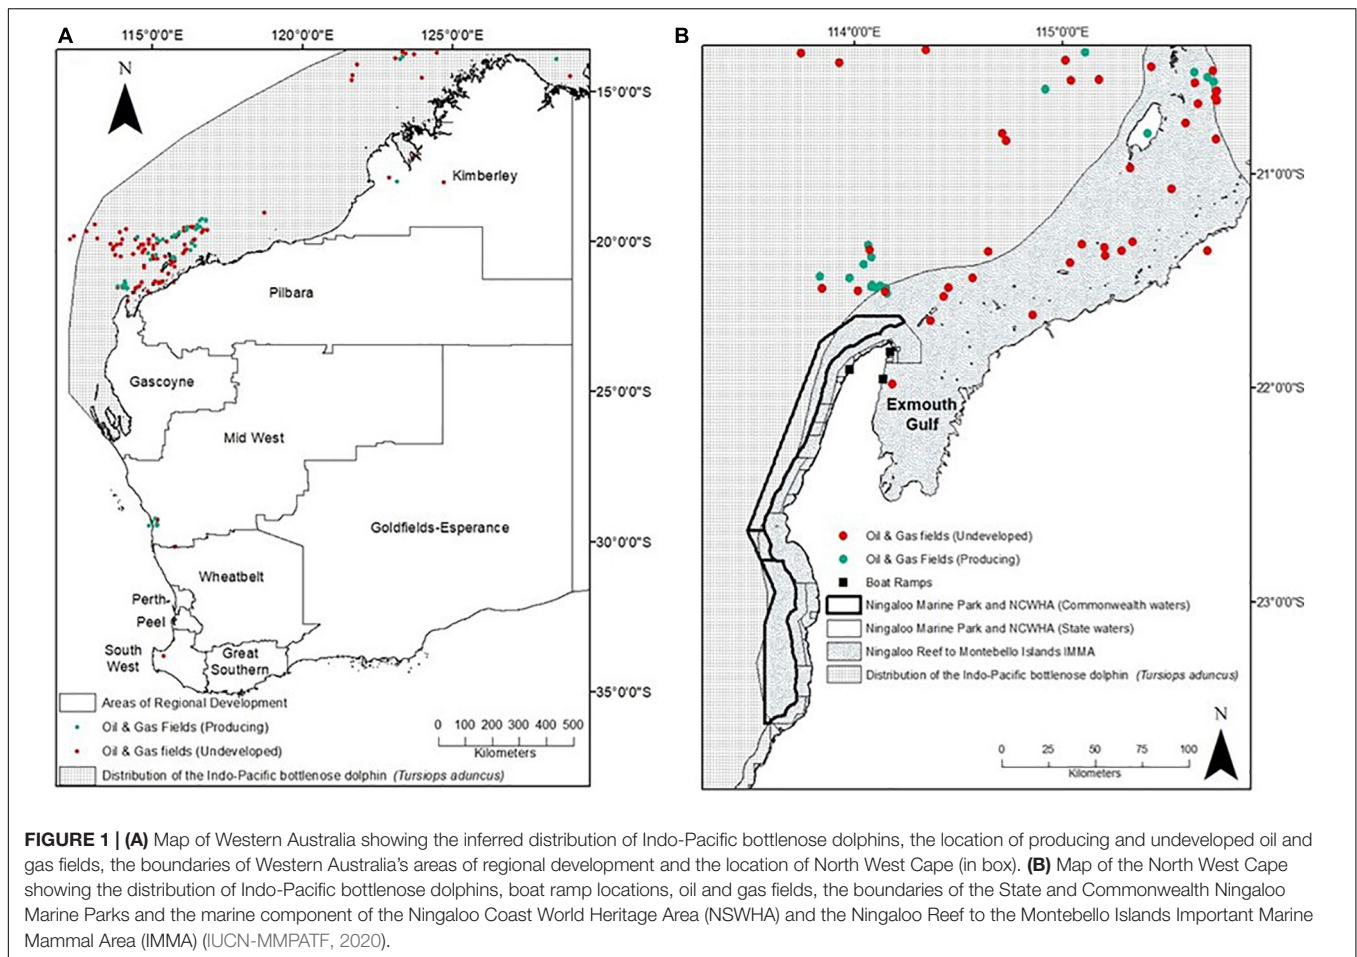 A
115°0'0"E
120°0'0"E
125°0'0"E
N
15°0'0"S
Kimberley
20°0'0"S
Pilbara
Gascoyne
25°0'0"S
Mid West
Goldfields-Esperance
30°0'0"S
Wheatbelt
Perth
Peel
South
West
Great
Southern
35°0'0"S
Areas of Regional Development
Oil & Gas Fields (Producing)
Oil & Gas fields (Undeveloped)
Distribution of the Indo-Pacific bottlenose dolphin (Tursiops aduncus)
0 100 200 300 400 500
Kilometers
B
114°0'0"E
115°0'0"E
21°0'0"S
22°0'0"S
Exmouth
Gulf
Oil & Gas fields (Undeveloped)
Oil & Gas Fields (Producing)
Boat Ramps
Ningaloo Marine Park and NCWHA (Commonwealth waters)
23°0'0"S
Ningaloo Marine Park and NCWHA (State waters)
Ningaloo Reef to Montebello Islands IMMA
Distribution of the Indo-Pacific bottlenose dolphin (Tursiops aduncus)
N
0 25 50 75 100
Kilometers
FIGURE 1 | (A) Map of Western Australia showing the inferred distribution of Indo-Pacific bottlenose dolphins, the location of producing and undeveloped oil and
gas fields, the boundaries of Western Australia's areas of regional development and the location of North West Cape (in box). (B) Map of the North West Cape
showing the distribution of Indo-Pacific bottlenose dolphins, boat ramp locations, oil and gas fields, the boundaries of the State and Commonwealth Ningaloo
Marine Parks and the marine component of the Ningaloo Coast World Heritage Area (NSWHA) and the Ningaloo Reef to the Montebello Islands Important Marine
Mammal Area (IMMA) (IUCN-MMPATF, 2020).